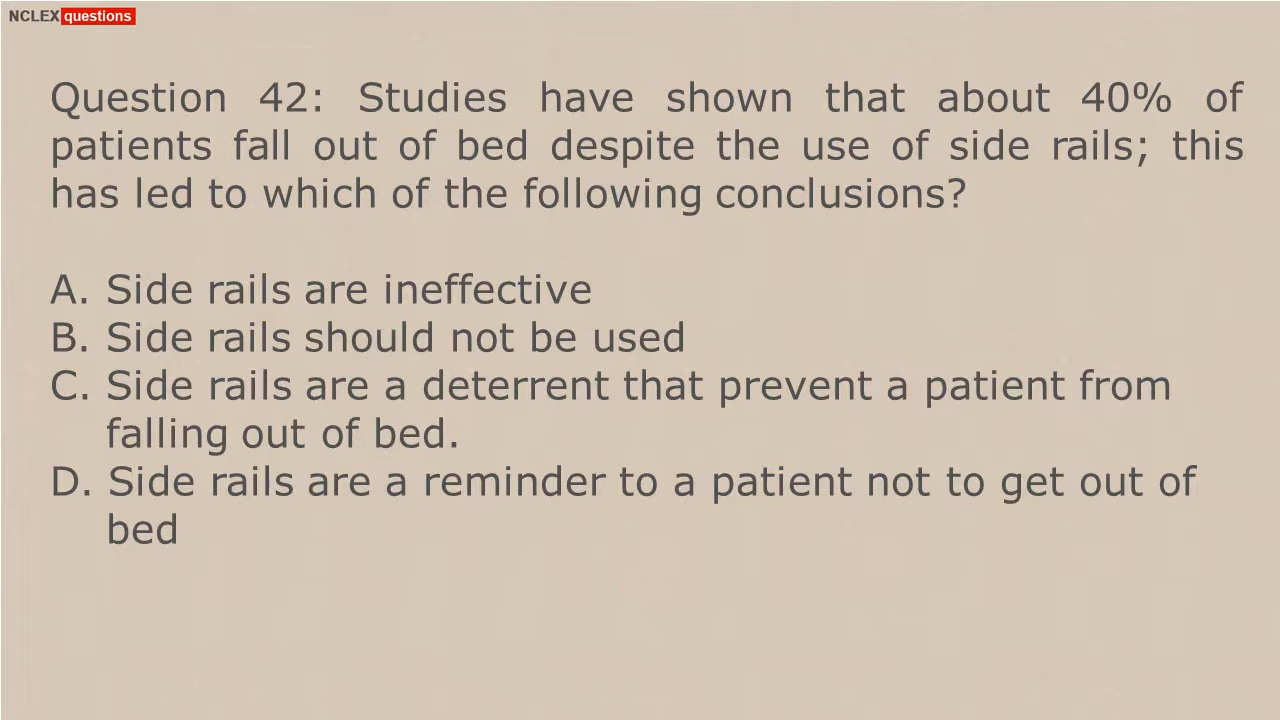 NCLEX questions
Question 42: Studies have shown that about 40% of
patients fall out of bed despite the use of side rails; this
has led to which of the following conclusions?
A. Side rails are ineffective
B. Side rails should not be used
C. Side rails are a deterrent that prevent a patient from
falling out of bed.
D. Side rails are a reminder to a patient not to get out of
bed